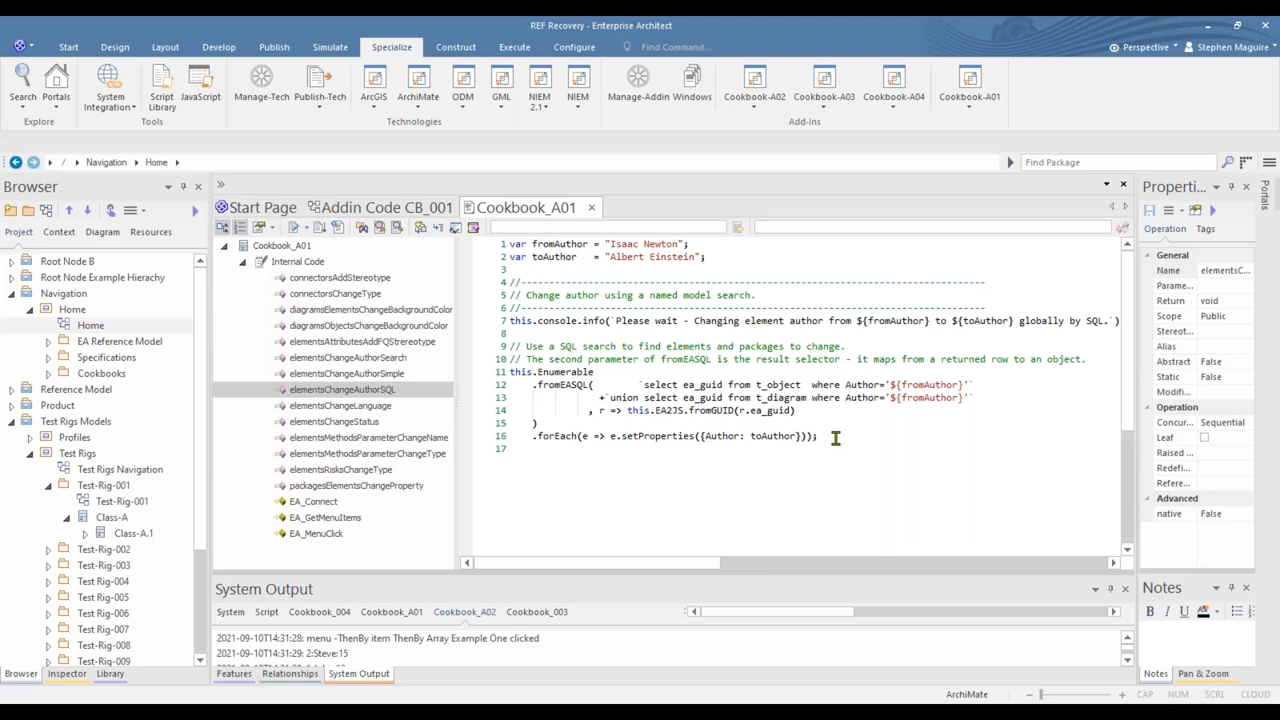 REF Recovery - Enterprise Architect
Start Design Layout Develop Publish Simulate Specialize Construct Execute Configure Find Command... Perspective Stephen Maguire
Search Portals System Integration Script Library JavaScript Manage-Tech Publish-Tech ArcGIS ArchiMate ODM GML NIEM 2.1 NIEM Manage-Addin Windows Cookbook-A02 Cookbook-A03 Cookbook-A04 Cookbook-A01
Explore Tools Technologies Add-Ins
/ Navigation Home Find Package
Browser
Project Context Diagram Resources
Root Node B
Root Node Example Hierachy
Navigation
Home
Home
EA Reference Model
Specifications
Cookbooks
Reference Model
Product
Test Rigs Models
Profiles
Test Rigs
Test Rigs Navigation
Test-Rig-001
Test-Rig-001
Class-A
Class-A.1
Test-Rig-002
Test-Rig-003
Test-Rig-004
Test-Rig-005
Test-Rig-006
Test-Rig-007
Test-Rig-008
Test-Rig-009
Browser Inspector Library
Start Page Addin Code CB_001 Cookbook_A01
Cookbook_A01
Internal Code
connectorsAddStereotype
connectorsChangeType
diagramsElementsChangeBackgroundColor
diagramsObjectsChangeBackgroundColor
elementsAttributesAddFQStereotype
elementsChangeAuthorSearch
elementsChangeAuthorSimple
elementsChangeAuthorSQL
elementsChangeLanguage
elementsChangeStatus
elementsMethodsParameterChangeName
elementsMethodsParameterChangeType
elementsRisksChangeType
packagesElementsChangeProperty
EA_Connect
EA_GetMenuItems
EA_MenuClick
1 var fromAuthor = "Isaac Newton";
2 var toAuthor   = "Albert Einstein";
3
4 //-------------------------------------------------------------------------------------
5 // Change author using a named model search.
6 //-------------------------------------------------------------------------------------
7 this.console.info(`Please wait - Changing element author from ${fromAuthor} to ${toAuthor} globally by SQL.`)
8
9 // Use a SQL search to find elements and packages to change.
10 // The second parameter of fromEASQL is the result selector - it maps from a returned row to an object.
11 this.Enumerable
12 .fromEASQL( `select ea_guid from t_object  where Author='${fromAuthor}'`
13 +`union select ea_guid from t_diagram where Author='${fromAuthor}'`
14 , r => this.EA2JS.fromGUID(r.ea_guid)
15 )
16 .forEach(e => e.setProperties({Author: toAuthor}));
17
System Output
System Script Cookbook_004 Cookbook_A01 Cookbook_A02 Cookbook_003
2021-09-10T14:31:28: menu -ThenBy item ThenBy Array Example One clicked
2021-09-10T14:31:29: 2:Steve:15
Features Relationships System Output
Properti...
Operation Tags
General
Name elementsC...
Parame...
Return void
Scope Public
Stereot...
Alias
Abstract False
Static False
Modifi...
Operation
Concur... Sequential
Leaf
Raised ...
Redefi...
Refere...
Advanced
native False
Notes
B I U A
Notes Pan & Zoom
Portals
ArchiMate CAP NUM SCRL CLOUD